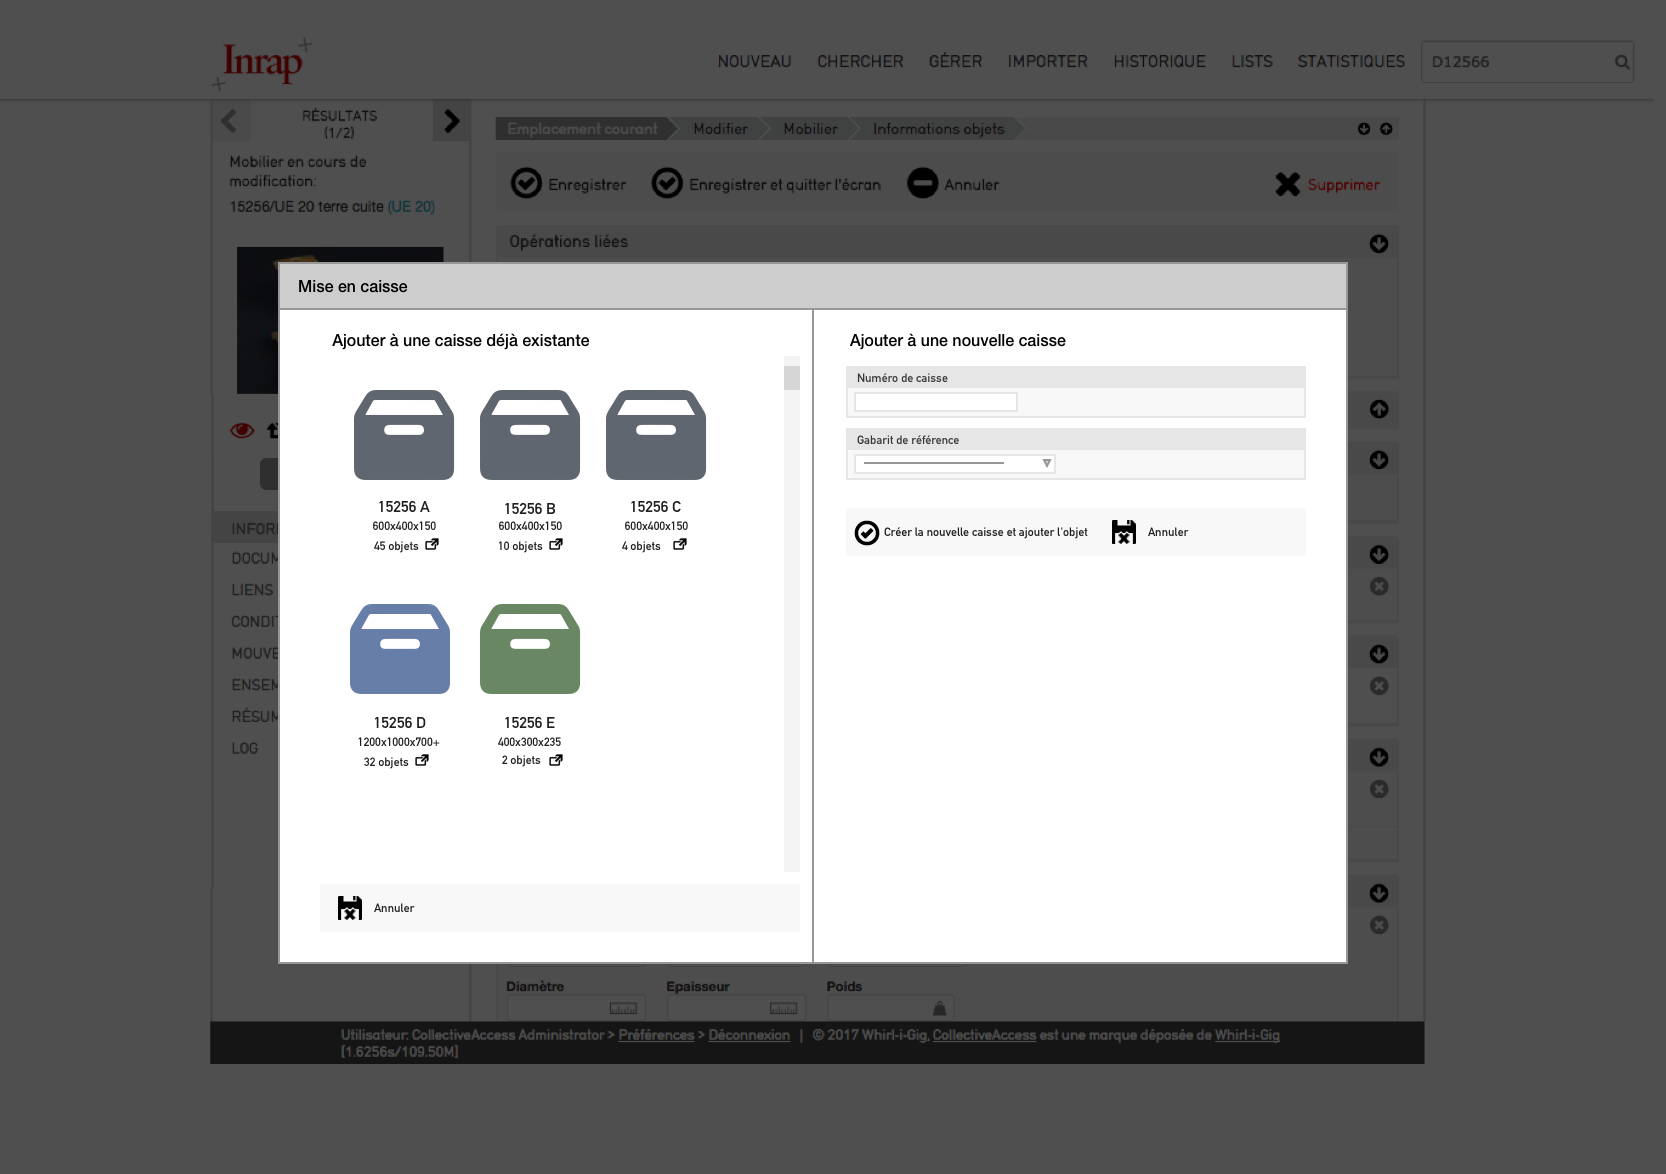 Inrap
NOUVEAU CHERCHER GÉRER IMPORTER HISTORIQUE LISTS STATISTIQUES D12566
RÉSULTATS
(1/2)
Mobilier en cours de
modification:
15256/UE 20 terre cuite (UE 20)
Emplacement courant Modifier Mobilier Informations objets
Enregistrer Enregistrer et quitter l'écran Annuler Supprimer
Opérations liées
Mise en caisse
Ajouter à une caisse déjà existante
15256 A 15256 B 15256 C
600x400x150 600x400x150 600x400x150
45 objets 10 objets 4 objets
15256 D 15256 E
1200x1000x700+ 400x300x235
32 objets 2 objets
Annuler
Ajouter à une nouvelle caisse
Numéro de caisse
Gabarit de référence
Créer la nouvelle caisse et ajouter l'objet Annuler
INFOR
DOCUM
LIENS
CONDIT
MOUVE
ENSEM
RÉSUM
LOG
Diamètre Epaisseur Poids
Utilisateur: CollectiveAccess Administrator > Préférences > Déconnexion | © 2017 Whirl-i-Gig, CollectiveAccess est une marque déposée de Whirl-i-Gig
[1.6256s/109.50M]